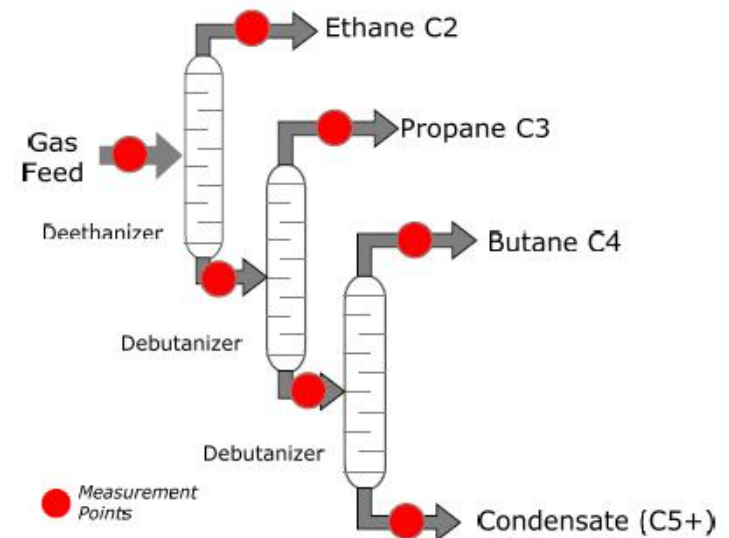 Ethane C2
Propane C3
Gas
Feed
Deethanizer
Butane C4
Debutanizer
Debutanizer
Measurement
Points
Condensate (C5+)